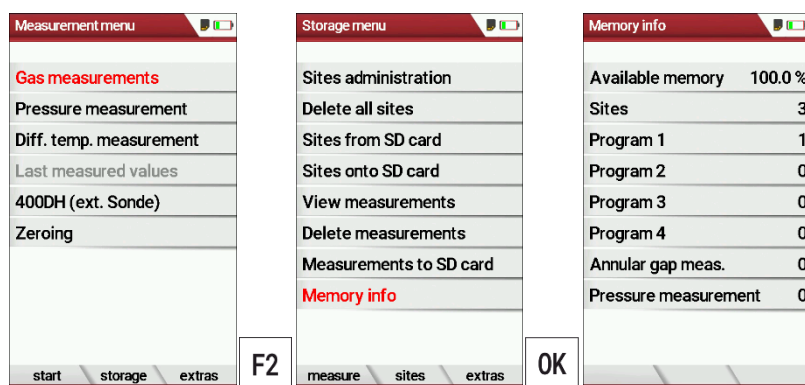 Measurement menu
Gas measurements
Pressure measurement
Diff. temp. measurement
Last measured values
400DH (ext. Sonde)
Zeroing
start storage extras
F2
Storage menu
Sites administration
Delete all sites
Sites from SD card
Sites onto SD card
View measurements
Delete measurements
Measurements to SD card
Memory info
measure sites extras
OK
Memory info
Available memory 100.0 %
Sites 3
Program 1 1
Program 2 0
Program 3 0
Program 4 0
Annular gap meas. 0
Pressure measurement 0